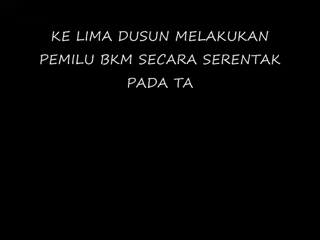 KE LIMA DUSUN MELAKUKAN
PEMILU BKM SECARA SERENTAK
PADA TA